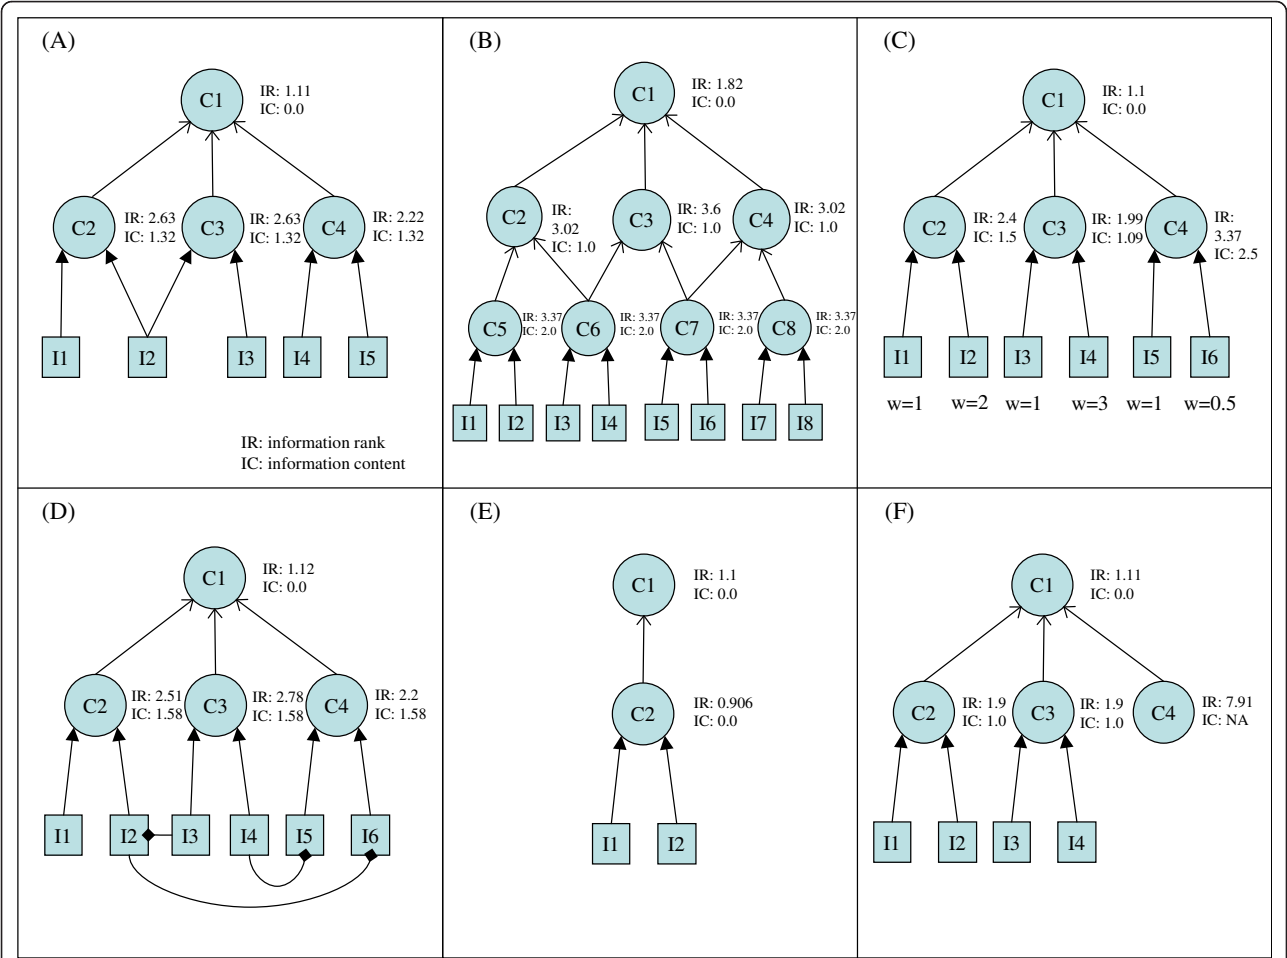 (A)
C1
IR: 1.11
IC: 0.0
C2
IR: 2.63
IC: 1.32
C3
IR: 2.63
IC: 1.32
C4
IR: 2.22
IC: 1.32
I1
I2
I3
I4
I5
IR: information rank
IC: information content
(B)
C1
IR: 1.82
IC: 0.0
C2
IR:
3.02
IC: 1.0
C3
IR: 3.6
IC: 1.0
C4
IR: 3.02
IC: 1.0
C5
IR: 3.37
IC: 2.0
C6
IR: 3.37
IC: 2.0
C7
IR: 3.37
IC: 2.0
C8
IR: 3.37
IC: 2.0
I1
I2
I3
I4
I5
I6
I7
I8
(C)
C1
IR: 1.1
IC: 0.0
C2
IR: 2.4
IC: 1.5
C3
IR: 1.99
IC: 1.09
C4
IR:
3.37
IC: 2.5
I1
I2
I3
I4
I5
I6
w=1
w=2
w=1
w=3
w=1
w=0.5
(D)
C1
IR: 1.12
IC: 0.0
C2
IR: 2.51
IC: 1.58
C3
IR: 2.78
IC: 1.58
C4
IR: 2.2
IC: 1.58
I1
I2
I3
I4
I5
I6
(E)
C1
IR: 1.1
IC: 0.0
C2
IR: 0.906
IC: 0.0
I1
I2
(F)
C1
IR: 1.11
IC: 0.0
C2
IR: 1.9
IC: 1.0
C3
IR: 1.9
IC: 1.0
C4
IR: 7.91
IC: NA
I1
I2
I3
I4